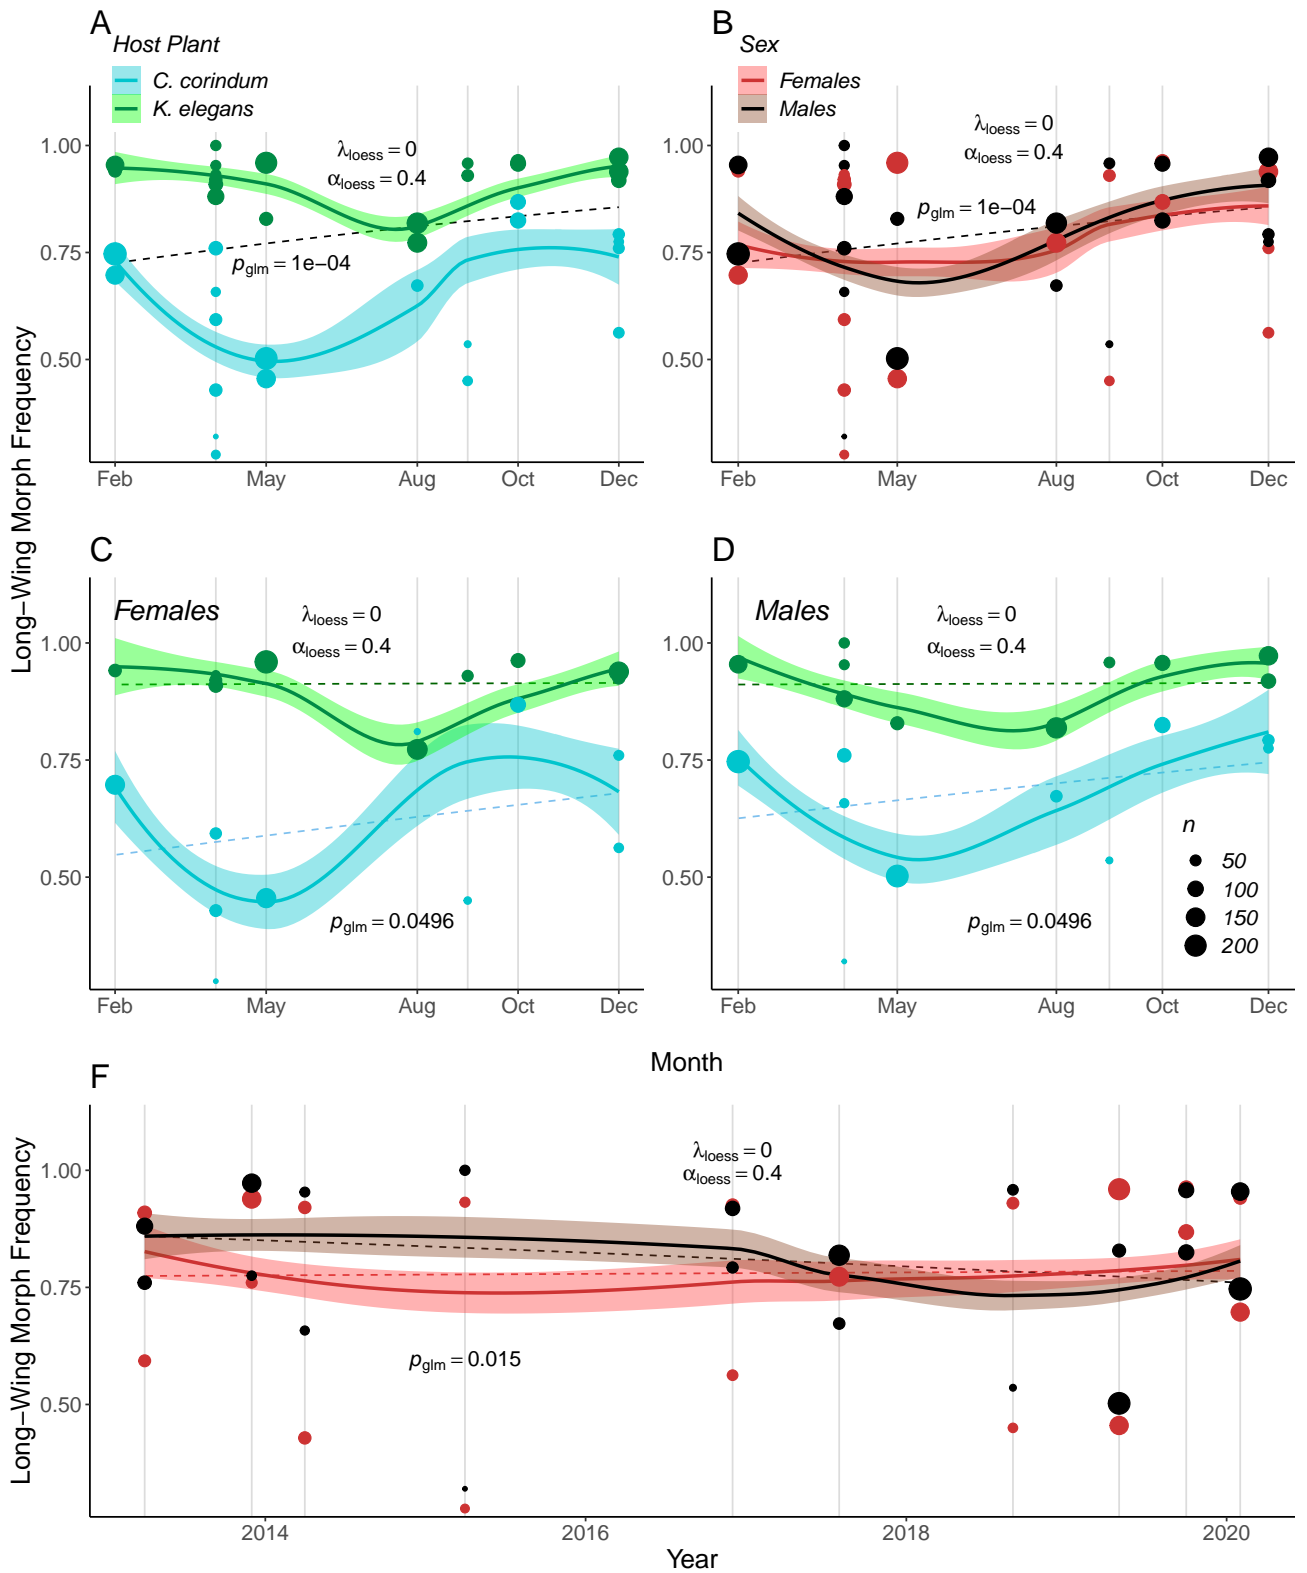 A
Host Plant
C. corindum
K. elegans
λloess = 0
αloess = 0.4
pglm = 1e−04
1.00
0.75
0.50
Feb May Aug Oct Dec
B
Sex
Females
Males
λloess = 0
αloess = 0.4
pglm = 1e−04
1.00
0.75
0.50
Feb May Aug Oct Dec
Long−Wing Morph Frequency
C
Females
λloess = 0
αloess = 0.4
pglm = 0.0496
1.00
0.75
0.50
Feb May Aug Oct Dec
D
Males
λloess = 0
αloess = 0.4
pglm = 0.0496
n
50
100
150
200
1.00
0.75
0.50
Feb May Aug Oct Dec
Month
F
λloess = 0
αloess = 0.4
pglm = 0.015
Long−Wing Morph Frequency
1.00
0.75
0.50
2014 2016 2018 2020
Year